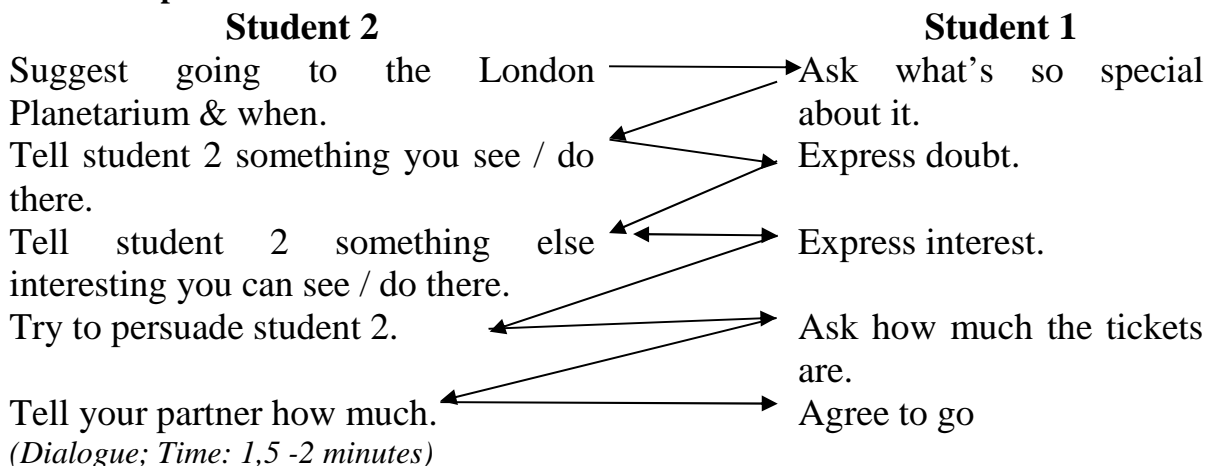 Student 2 Student 1
Suggest going to the London Ask what's so special
Planetarium & when. about it.
Tell student 2 something you see / do Express doubt.
there.
Tell student 2 something else Express interest.
interesting you can see / do there.
Try to persuade student 2. Ask how much the tickets
are.
Tell your partner how much. Agree to go
(Dialogue; Time: 1,5 -2 minutes)